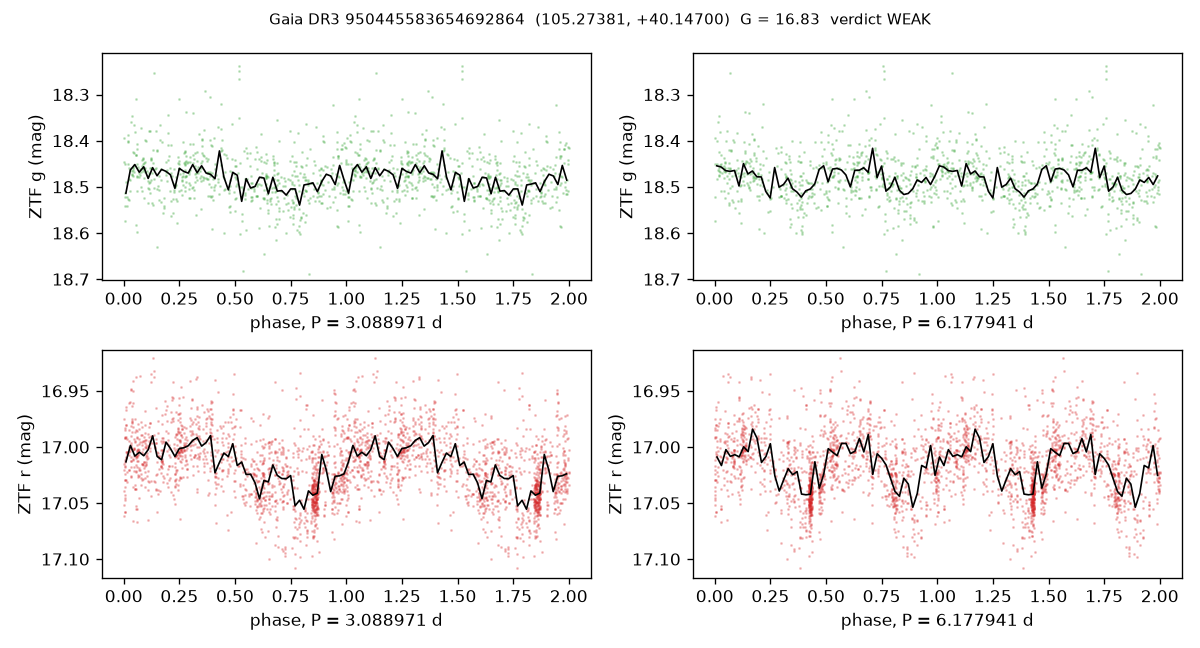 Gaia DR3 950445583654692864 (105.27381, +40.14700) G = 16.83 verdict WEAK
ZTF g (mag)
18.3
18.4
18.5
18.6
18.7
0.00 0.25 0.50 0.75 1.00 1.25 1.50 1.75 2.00
phase, P = 3.088971 d
ZTF g (mag)
18.3
18.4
18.5
18.6
18.7
0.00 0.25 0.50 0.75 1.00 1.25 1.50 1.75 2.00
phase, P = 6.177941 d
ZTF r (mag)
16.95
17.00
17.05
17.10
0.00 0.25 0.50 0.75 1.00 1.25 1.50 1.75 2.00
phase, P = 3.088971 d
ZTF r (mag)
16.95
17.00
17.05
17.10
0.00 0.25 0.50 0.75 1.00 1.25 1.50 1.75 2.00
phase, P = 6.177941 d